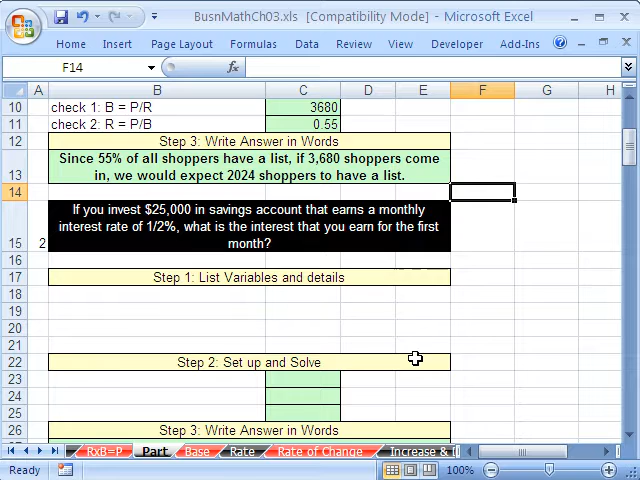 BusnMathCh03.xls [Compatibility Mode] - Microsoft Excel
Home Insert Page Layout Formulas Data Review View Developer Add-Ins
F14 fx
A B C D E F G H
10 check 1: B = P/R 3680
11 check 2: R = P/B 0.55
12 Step 3: Write Answer in Words
Since 55% of all shoppers have a list, if 3,680 shoppers come
13 in, we would expect 2024 shoppers to have a list.
14
If you invest $25,000 in savings account that earns a monthly
interest rate of 1/2%, what is the interest that you earn for the first
15 2 month?
16
17 Step 1: List Variables and details
18
19
20
21
22 Step 2: Set up and Solve
23
24
25
26 Step 3: Write Answer in Words
RxB=P Part Base Rate Rate of Change Increase &
Ready 100%